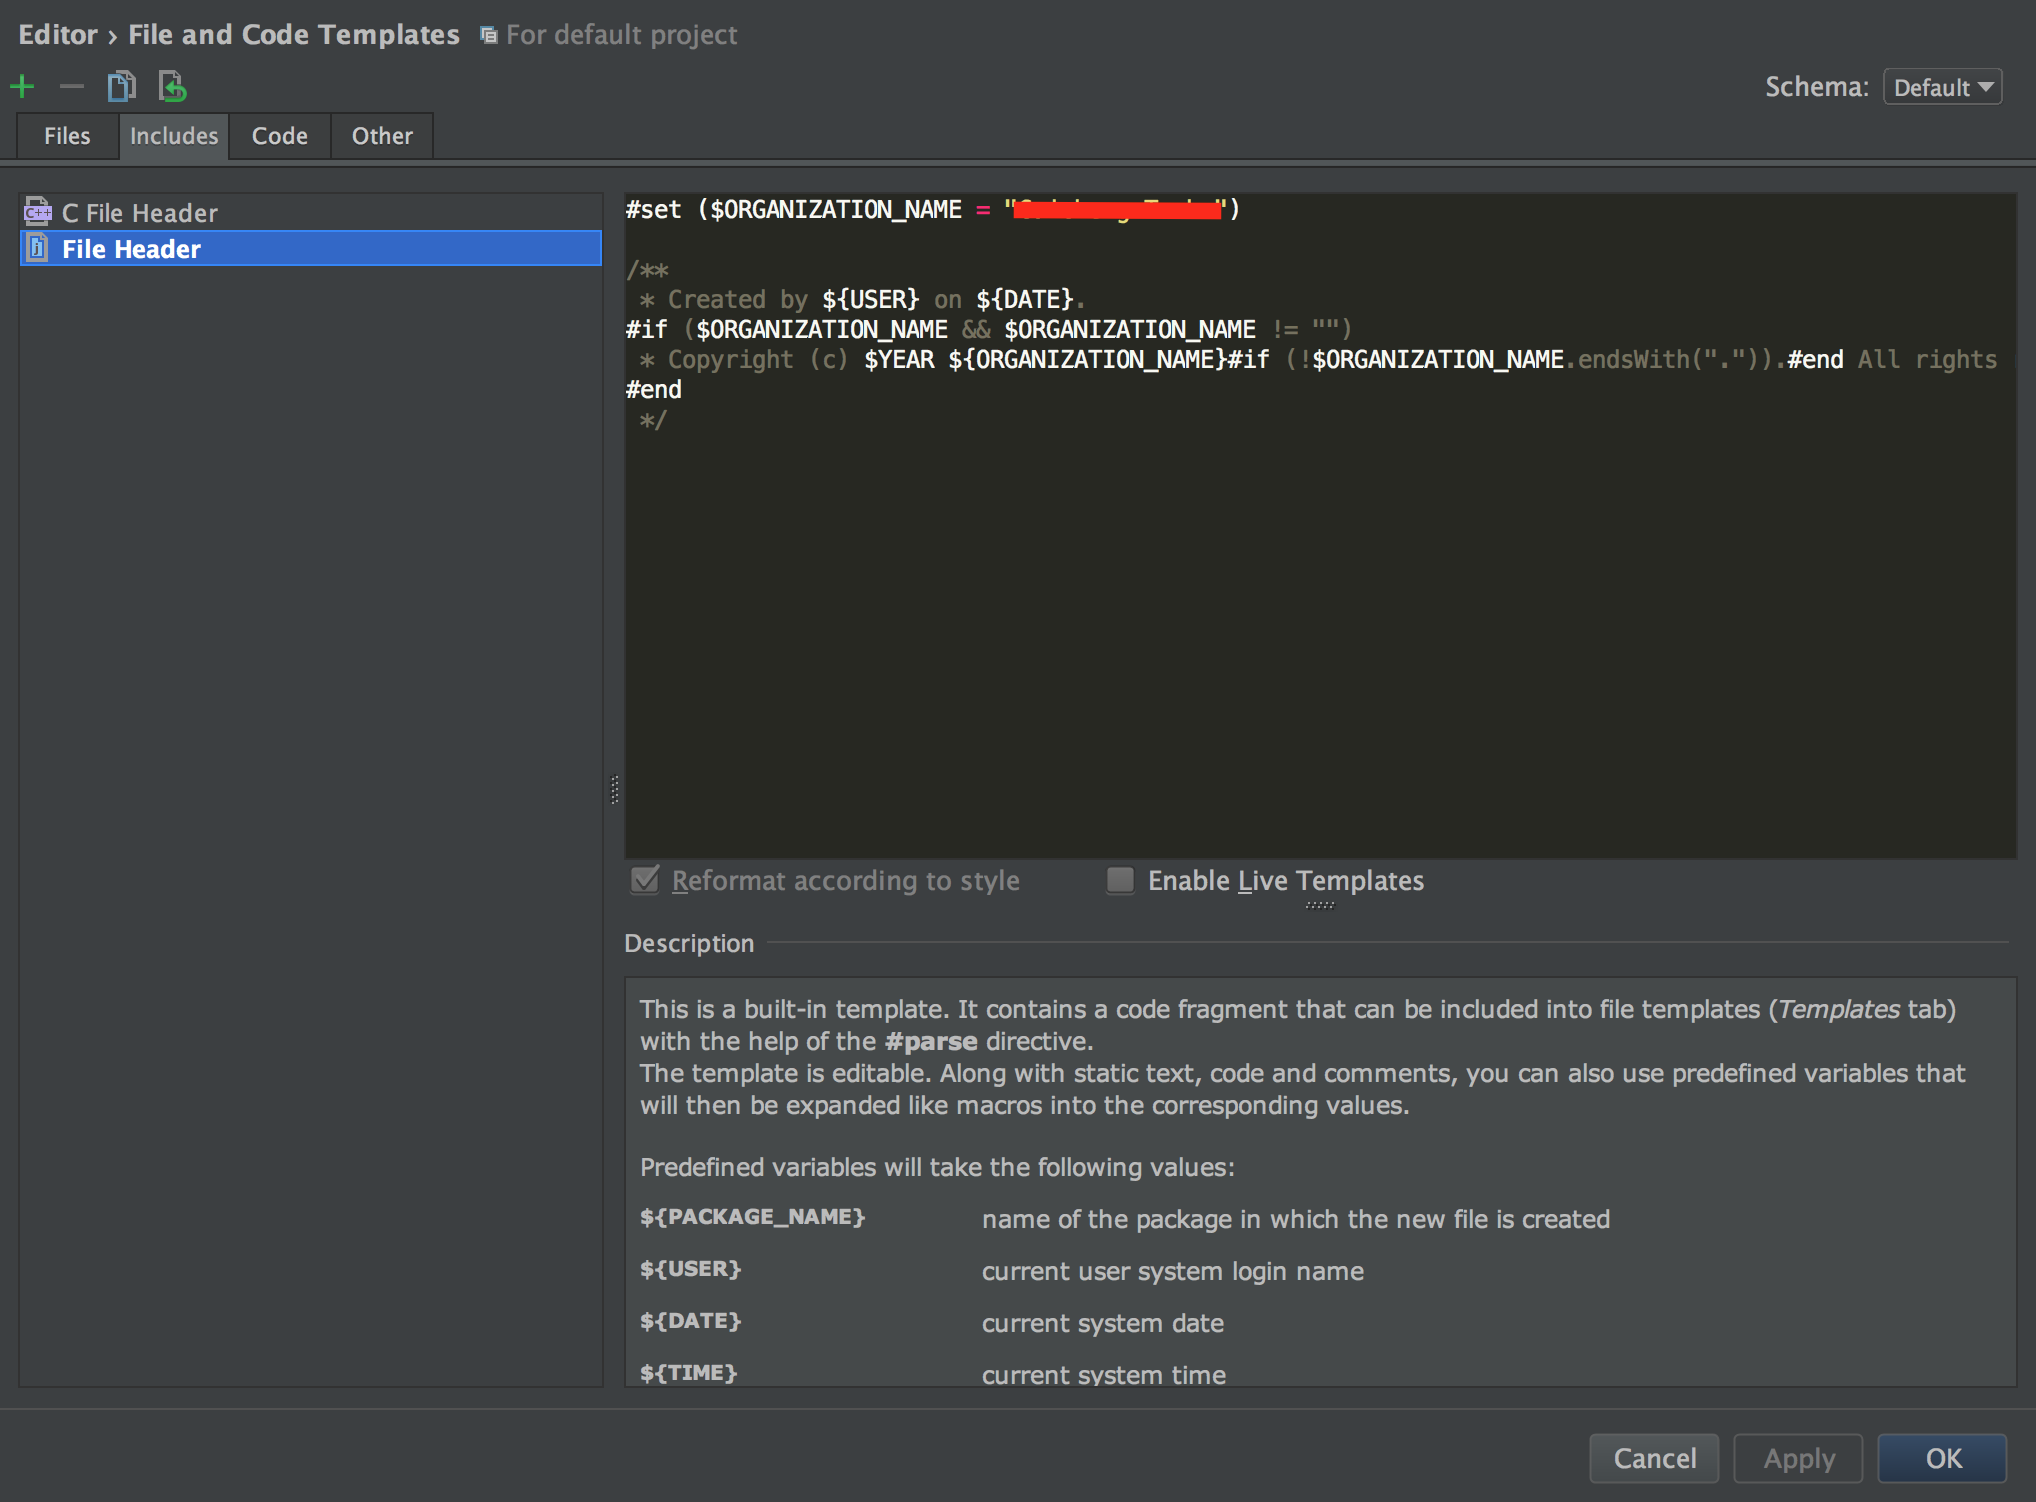 Editor › File and Code Templates For default project
Schema: Default
Files Includes Code Other
C++ C File Header
File Header
#set ($ORGANIZATION_NAME = "")
/**
 * Created by ${USER} on ${DATE}.
#if ($ORGANIZATION_NAME && $ORGANIZATION_NAME != "")
 * Copyright (c) $YEAR ${ORGANIZATION_NAME}#if (!$ORGANIZATION_NAME.endsWith(".")).#end All rights
#end
 */
Reformat according to style Enable Live Templates
Description
This is a built-in template. It contains a code fragment that can be included into file templates (Templates tab)
with the help of the #parse directive.
The template is editable. Along with static text, code and comments, you can also use predefined variables that
will then be expanded like macros into the corresponding values.
Predefined variables will take the following values:
${PACKAGE_NAME} name of the package in which the new file is created
${USER} current user system login name
${DATE} current system date
${TIME} current system time
Cancel Apply OK